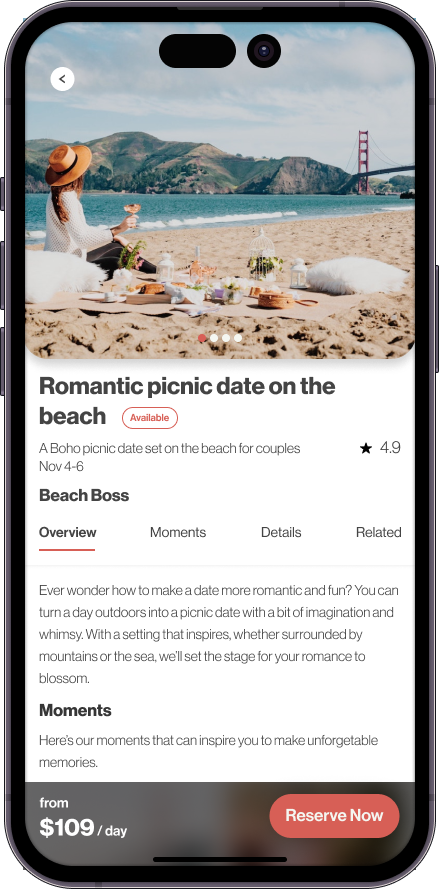 Romantic picnic date on the
beach Available
A Boho picnic date set on the beach for couples ★ 4.9
Nov 4-6
Beach Boss
Overview Moments Details Related
Ever wonder how to make a date more romantic and fun? You can
turn a day outdoors into a picnic date with a bit of imagination and
whimsy. With a setting that inspires, whether surrounded by
mountains or the sea, we'll set the stage for your romance to
blossom.
Moments
Here's our moments that can inspire you to make unforgetable
memories.
from
$109 / day Reserve Now